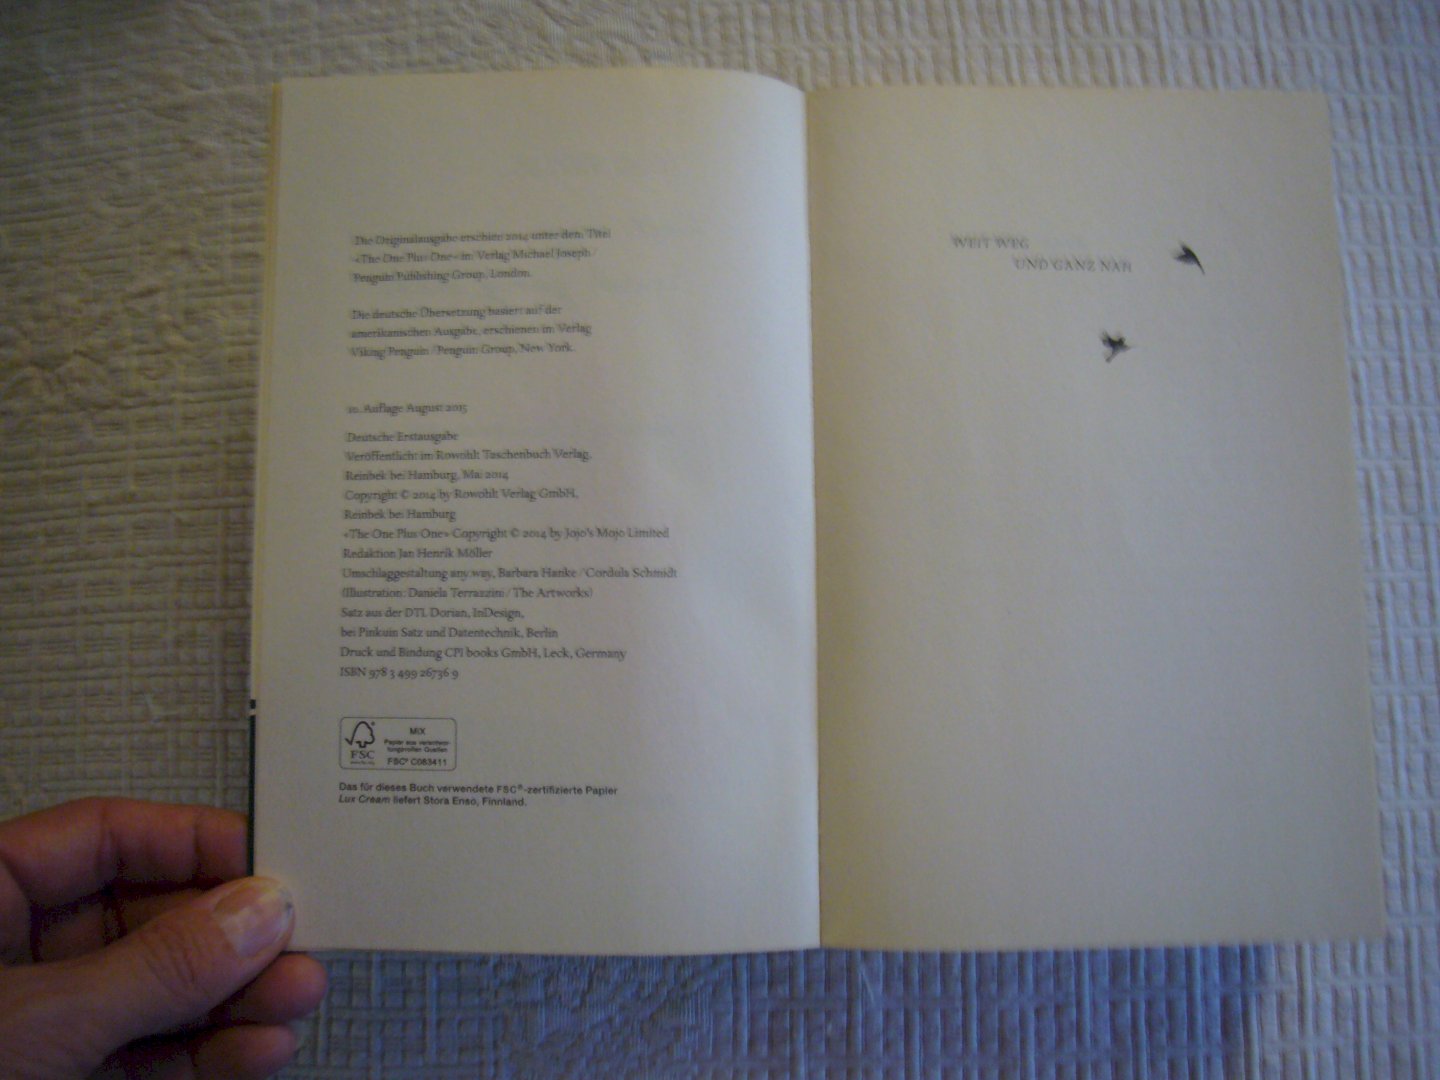 Die Originalausgabe erschien 2014 unter dem Titel
«The One Plus One» im Verlag Michael Joseph /
Penguin Publishing Group, London.
Die deutsche Übersetzung basiert auf der
amerikanischen Ausgabe, erschienen im Verlag
Viking Penguin / Penguin Group, New York.
10. Auflage August 2015
Deutsche Erstausgabe
Veröffentlicht im Rowohlt Taschenbuch Verlag,
Reinbek bei Hamburg, Mai 2014
Copyright © 2014 by Rowohlt Verlag GmbH,
Reinbek bei Hamburg
«The One Plus One» Copyright © 2014 by Jojo's Mojo Limited
Redaktion Jan Henrik Möller
Umschlaggestaltung any.way, Barbara Hanke / Cordula Schmidt
(Illustration: Daniela Terrazzini / The Artworks)
Satz aus der DTL Dorian, InDesign,
bei Pinkuin Satz und Datentechnik, Berlin
Druck und Bindung CPI books GmbH, Leck, Germany
ISBN 978 3 499 26736 9
MIX
Papier aus verantwor-
tungsvollen Quellen
FSC
FSC® C083411
Das für dieses Buch verwendete FSC®-zertifizierte Papier
Lux Cream liefert Stora Enso, Finnland.
WEIT WEG
UND GANZ NAH